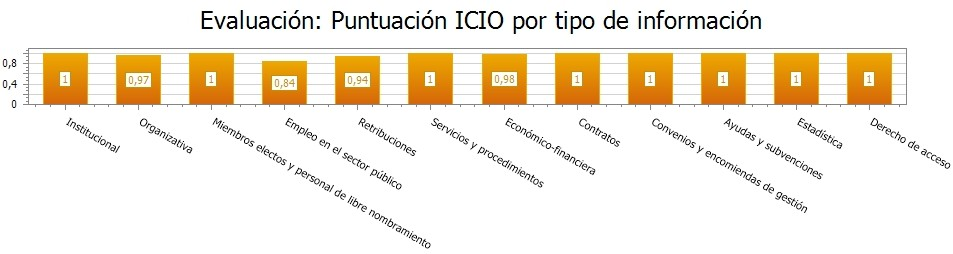 Evaluación: Puntuación ICIO por tipo de información
0,8
0,4
0
1
0,97
1
0,84
0,94
1
0,98
1
1
1
1
1
Institucional
Organizativa
Miembros electos y personal de libre nombramiento
Empleo en el sector público
Retribuciones
Servicios y procedimientos
Económico-financiera
Contratos
Convenios y encomiendas de gestión
Ayudas y subvenciones
Estadística
Derecho de acceso